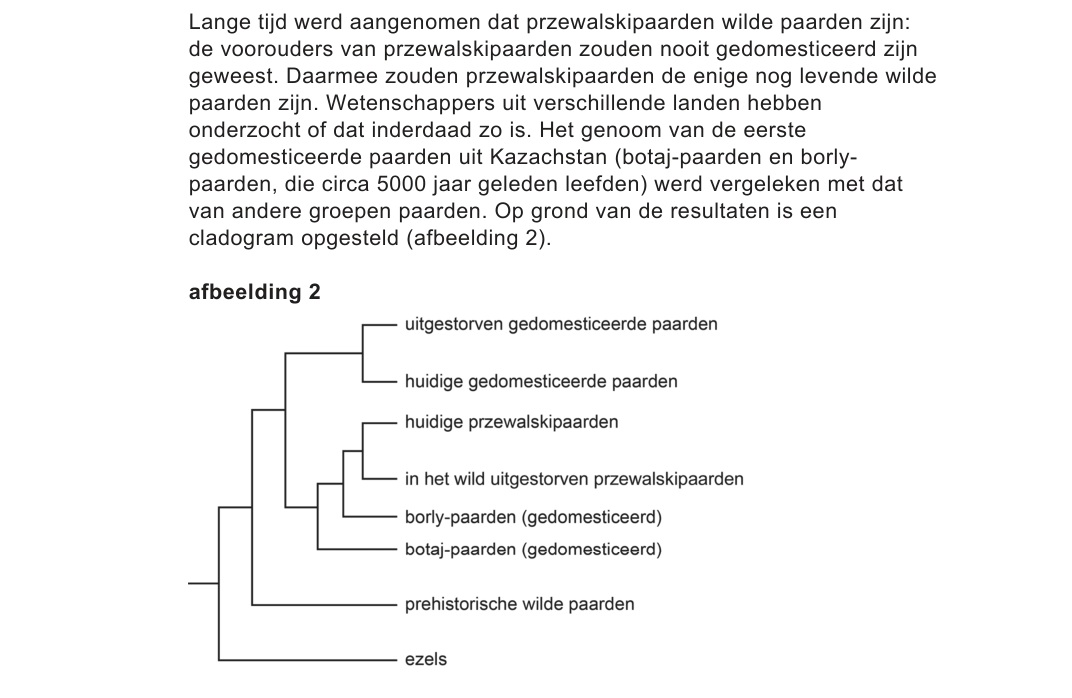 Lange tijd werd aangenomen dat przewalskipaarden wilde paarden zijn:
de voorouders van przewalskipaarden zouden nooit gedomesticeerd zijn
geweest. Daarmee zouden przewalskipaarden de enige nog levende wilde
paarden zijn. Wetenschappers uit verschillende landen hebben
onderzocht of dat inderdaad zo is. Het genoom van de eerste
gedomesticeerde paarden uit Kazachstan (botaj-paarden en borly-
paarden, die circa 5000 jaar geleden leefden) werd vergeleken met dat
van andere groepen paarden. Op grond van de resultaten is een
cladogram opgesteld (afbeelding 2).
afbeelding 2
uitgestorven gedomesticeerde paarden
huidige gedomesticeerde paarden
huidige przewalskipaarden
in het wild uitgestorven przewalskipaarden
borly-paarden (gedomesticeerd)
botaj-paarden (gedomesticeerd)
prehistorische wilde paarden
ezels